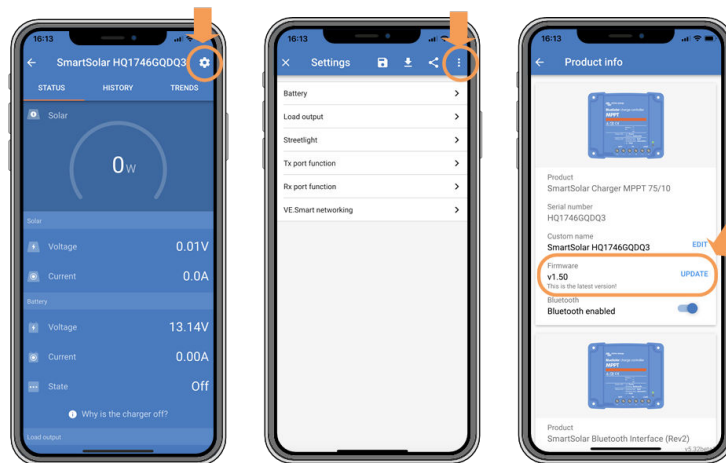 16:13
SmartSolar HQ1746GQDQ3
STATUS HISTORY TRENDS
Solar
0W
Solar
Voltage 0.01V
Current 0.0A
Battery
Voltage 13.14V
Current 0.00A
State Off
Why is the charger off?
Load output
16:13
Settings
Battery
Load output
Streetlight
Tx port function
Rx port function
VE.Smart networking
16:13
Product info
MPPT
Product
SmartSolar Charger MPPT 75/10
Serial number
HQ1746GQDQ3
Custom name
SmartSolar HQ1746GQDQ3 EDIT
Firmware
v1.50 UPDATE
This is the latest version!
Bluetooth
Bluetooth enabled
MPPT
Product
SmartSolar Bluetooth Interface (Rev2)